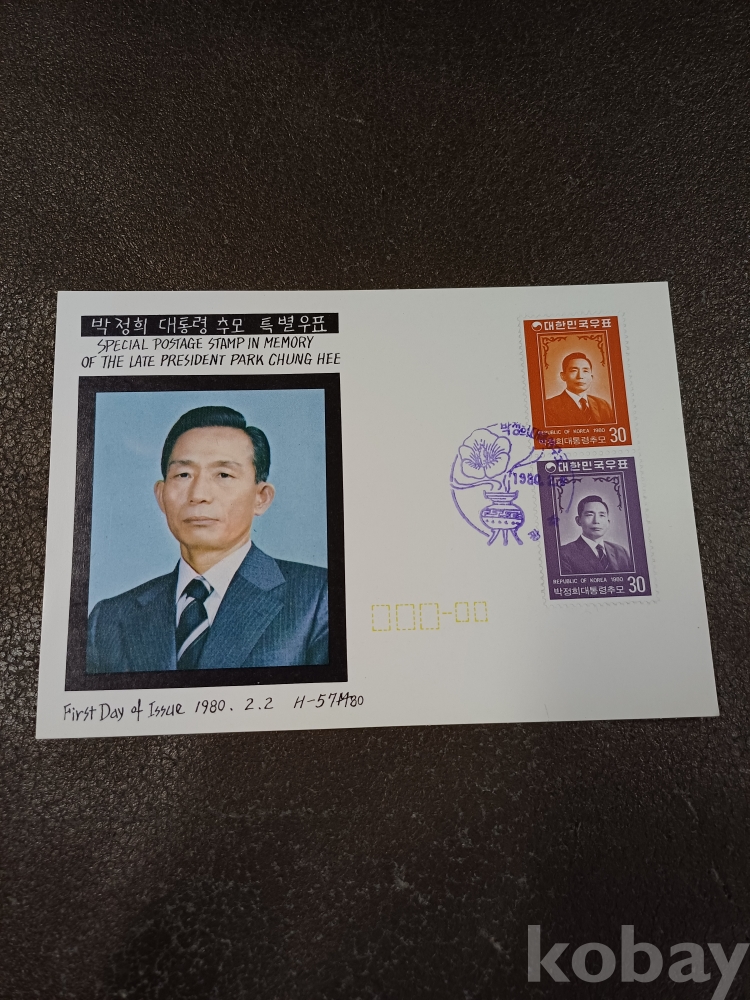 박정희 대통령 추모 특별우표
SPECIAL POSTAGE STAMP IN MEMORY
OF THE LATE PRESIDENT PARK CHUNG HEE
대한민국우표
REPUBLIC OF KOREA 1980
박정희대통령추모 30
1980. 2.
대한민국우표
REPUBLIC OF KOREA 1980
박정희대통령추모 30
First Day of Issue 1980. 2.2 H-57
kobay